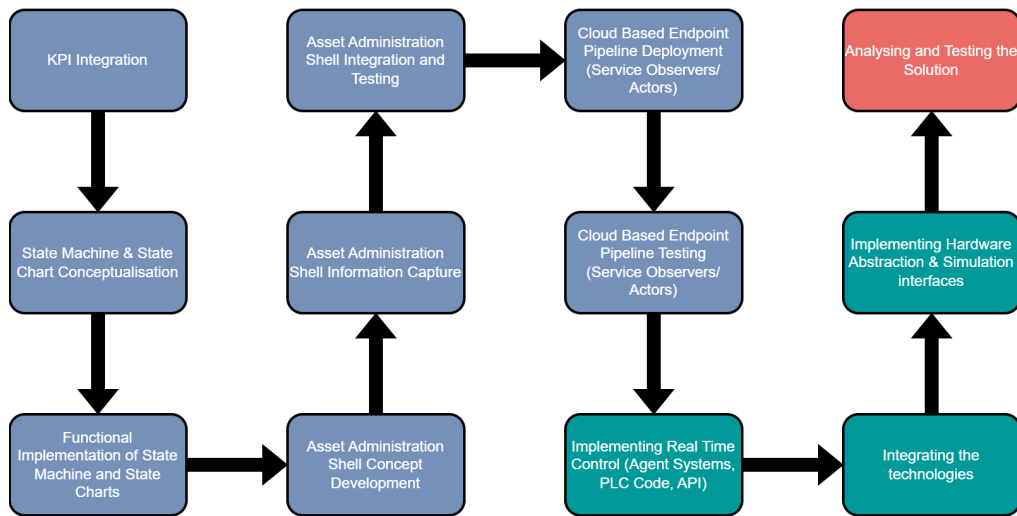 KPI Integration
State Machine & State
Chart Conceptualisation
Functional
Implementation of State
Machine and State
Charts
Asset Administration
Shell Concept
Development
Asset Administration
Shell Information Capture
Asset Administration
Shell Integration and
Testing
Cloud Based Endpoint
Pipeline Deployment
(Service Observers/
Actors)
Cloud Based Endpoint
Pipeline Testing
(Service Observers/
Actors)
Implementing Real Time
Control (Agent Systems,
PLC Code, API)
Integrating the
technologies
Implementing Hardware
Abstraction & Simulation
interfaces
Analysing and Testing the
Solution